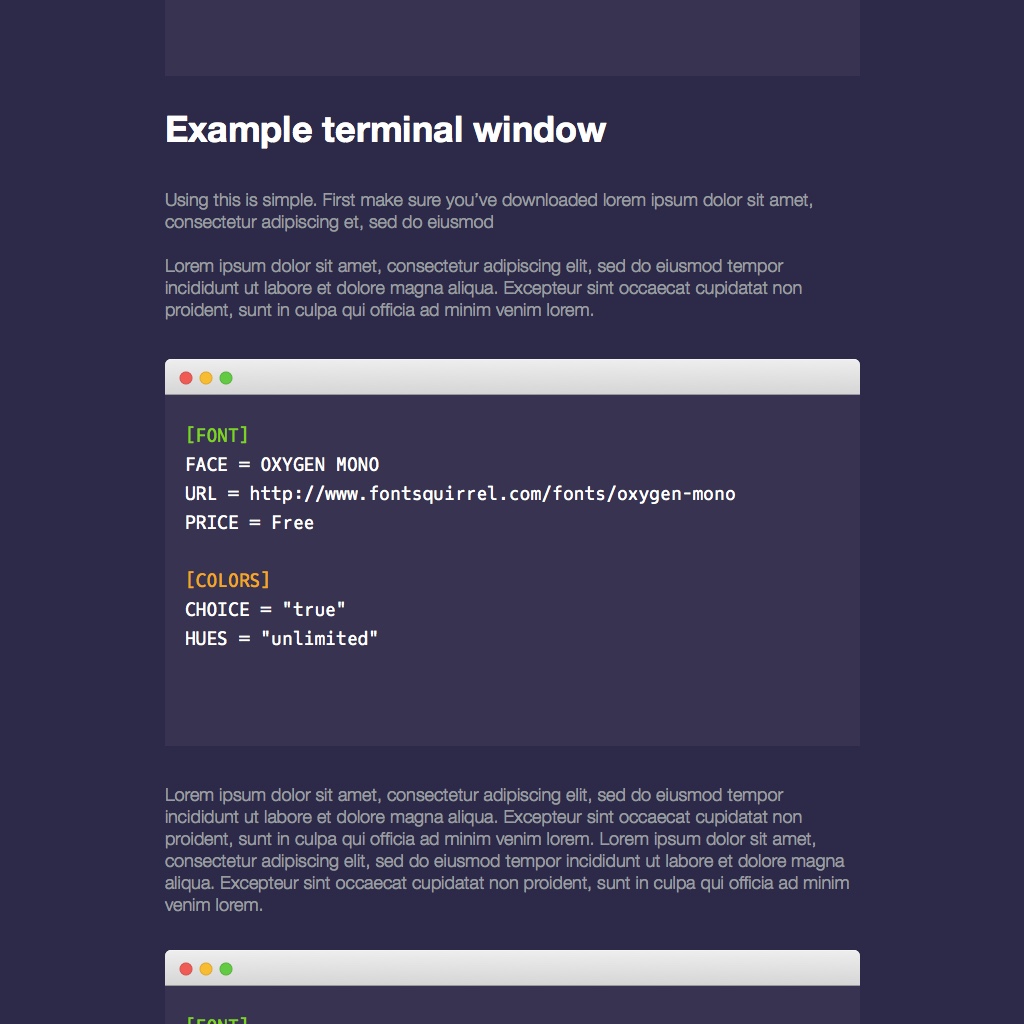 Example terminal window
Using this is simple. First make sure you’ve downloaded lorem ipsum dolor sit amet,
consectetur adipiscing et, sed do eiusmod
Lorem ipsum dolor sit amet, consectetur adipiscing elit, sed do eiusmod tempor
incididunt ut labore et dolore magna aliqua. Excepteur sint occaecat cupidatat non
proident, sunt in culpa qui officia ad minim venim lorem.
[FONT]
FACE = OXYGEN MONO
URL = http://www.fontsquirrel.com/fonts/oxygen-mono
PRICE = Free
[COLORS]
CHOICE = "true"
HUES = "unlimited"
Lorem ipsum dolor sit amet, consectetur adipiscing elit, sed do eiusmod tempor
incididunt ut labore et dolore magna aliqua. Excepteur sint occaecat cupidatat non
proident, sunt in culpa qui officia ad minim venim lorem. Lorem ipsum dolor sit amet,
consectetur adipiscing elit, sed do eiusmod tempor incididunt ut labore et dolore magna
aliqua. Excepteur sint occaecat cupidatat non proident, sunt in culpa qui officia ad minim
venim lorem.
[FONT]